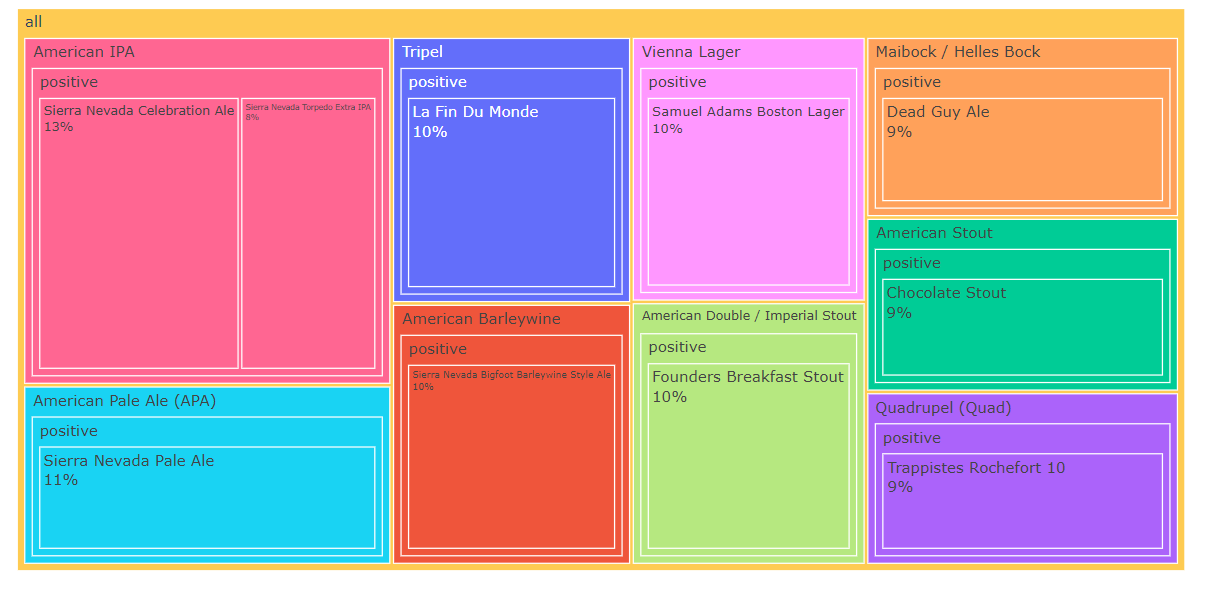 all
American IPA
positive
Sierra Nevada Celebration Ale
13%
Sierra Nevada Torpedo Extra IPA
8%
American Pale Ale (APA)
positive
Sierra Nevada Pale Ale
11%
Tripel
positive
La Fin Du Monde
10%
American Barleywine
positive
Sierra Nevada Bigfoot Barleywine Style Ale
10%
Vienna Lager
positive
Samuel Adams Boston Lager
10%
American Double / Imperial Stout
positive
Founders Breakfast Stout
10%
Maibock / Helles Bock
positive
Dead Guy Ale
9%
American Stout
positive
Chocolate Stout
9%
Quadrupel (Quad)
positive
Trappistes Rochefort 10
9%